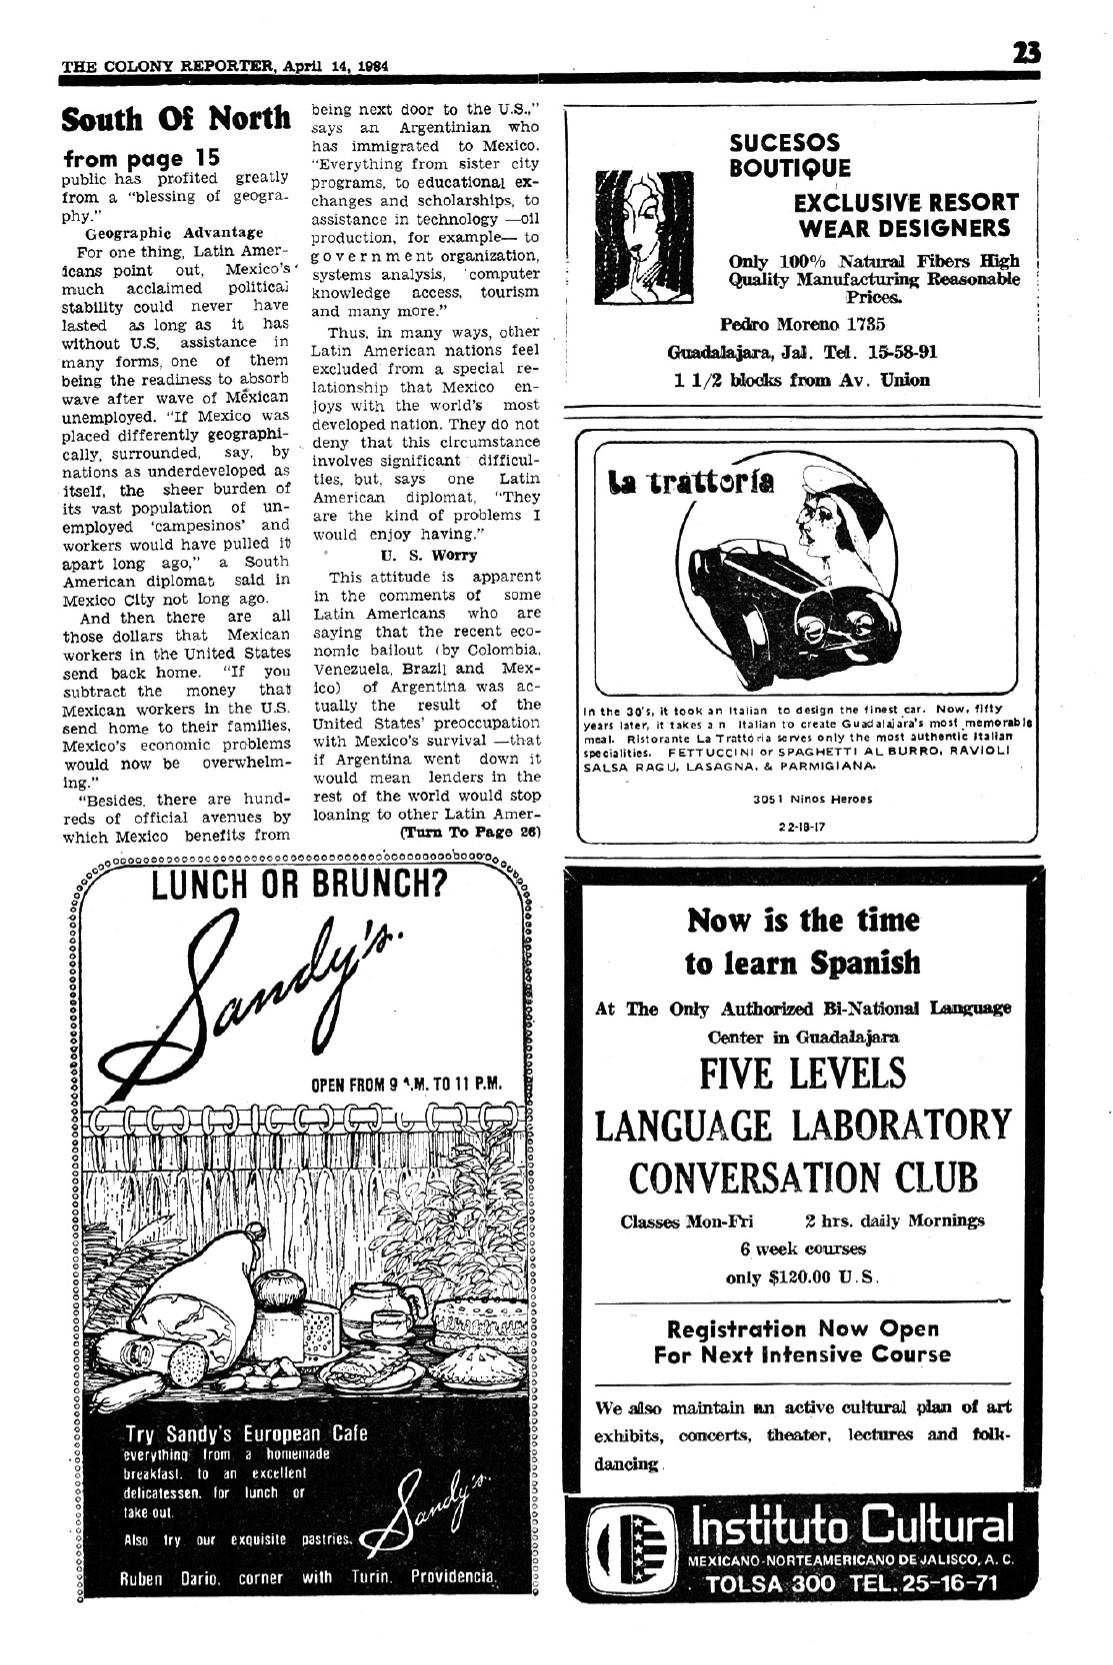 THE COLONY REPORTER, April 14, 1984
23
South Of North
from page 15
public has profited greatly
from a "blessing of geogra-
phy."
Geographic Advantage
For one thing, Latin Amer-
icans point out, Mexico's
much acclaimed political
stability could never have
lasted as long as it has
without U.S. assistance in
many forms, one of them
being the readiness to absorb
wave after wave of Mexican
unemployed. "If Mexico was
placed differently geographi-
cally, surrounded, say, by
nations as underdeveloped as
itself, the sheer burden of
its vast population of un-
employed 'campesinos' and
workers would have pulled it
apart long ago," a South
American diplomat said in
Mexico City not long ago.
And then there are all
those dollars that Mexican
workers in the United States
send back home. "If you
subtract the money that
Mexican workers in the U.S.
send home to their families,
Mexico's economic problems
would now be overwhelm-
ing."
"Besides, there are hund-
reds of official avenues by
which Mexico benefits from
being next door to the U.S.,"
says an Argentinian who
has immigrated to Mexico.
"Everything from sister city
programs, to educational ex-
changes and scholarships, to
assistance in technology —oil
production, for example— to
government organization,
systems analysis, computer
knowledge access, tourism
and many more."
Thus, in many ways, other
Latin American nations feel
excluded from a special re-
lationship that Mexico en-
joys with the world's most
developed nation. They do not
deny that this circumstance
involves significant difficul-
ties, but, says one Latin
American diplomat, "They
are the kind of problems I
would enjoy having."
U. S. Worry
This attitude is apparent
in the comments of some
Latin Americans who are
saying that the recent eco-
nomic bailout (by Colombia,
Venezuela, Brazil and Mex-
ico) of Argentina was ac-
tually the result of the
United States' preoccupation
with Mexico's survival —that
if Argentina went down it
would mean lenders in the
rest of the world would stop
loaning to other Latin Amer-
(Turn To Page 26)
SUCESOS
BOUTIQUE
EXCLUSIVE RESORT
WEAR DESIGNERS
Only 100% Natural Fibers High
Quality Manufacturing Reasonable
Prices.
Pedro Moreno 1735
Guadalajara, Jal. Tel. 15-58-91
1 1/2 blocks from Av. Union
La trattoría
In the 30's, it took an Italian to design the finest car. Now, fifty
years later, it takes an Italian to create Guadalajara's most memorable
meal. Ristorante La Trattoria serves only the most authentic Italian
specialities. FETTUCCINI or SPAGHETTI AL BURRO, RAVIOLI
SALSA RAGU, LASAGNA, & PARMIGIANA.
3051 Ninos Heroes
22-18-17
LUNCH OR BRUNCH?
Sandy's.
OPEN FROM 9 A.M. TO 11 P.M.
Try Sandy's European Cafe
everything from a homemade
breakfast, to an excellent
delicatessen, for lunch or
take out.
Also try our exquisite pastries.
Sandy's.
Ruben Dario, corner with Turin, Providencia.
Now is the time
to learn Spanish
At The Only Authorized Bi-National Language
Center in Guadalajara
FIVE LEVELS
LANGUAGE LABORATORY
CONVERSATION CLUB
Classes Mon-Fri 2 hrs. daily Mornings
6 week courses
only $120.00 U.S.
Registration Now Open
For Next Intensive Course
We also maintain an active cultural plan of art
exhibits, concerts, theater, lectures and folk-
dancing.
Instituto Cultural
MEXICANO-NORTEAMERICANO DE JALISCO, A. C.
TOLSA 300 TEL. 25-16-71